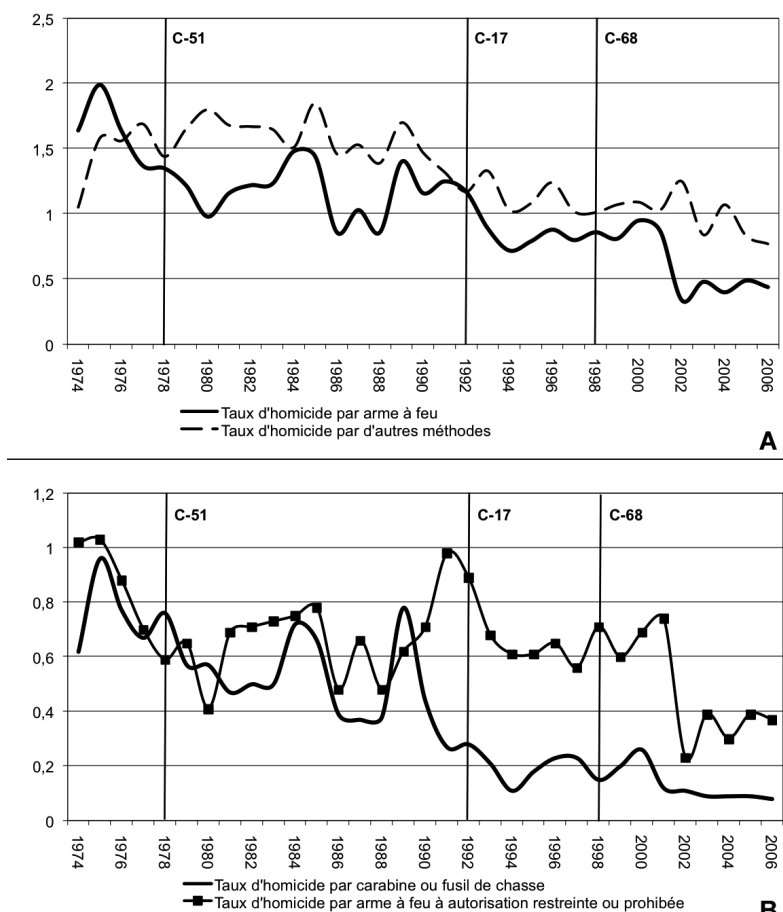 2,5
C-51 C-17 C-68
2
1,5
1
0,5
0
1974 1976 1978 1980 1982 1984 1986 1988 1990 1992 1994 1996 1998 2000 2002 2004 2006
Taux d'homicide par arme à feu
Taux d'homicide par d'autres méthodes
A
1,2
C-51 C-17 C-68
1
0,8
0,6
0,4
0,2
0
1974 1976 1978 1980 1982 1984 1986 1988 1990 1992 1994 1996 1998 2000 2002 2004 2006
Taux d'homicide par carabine ou fusil de chasse
Taux d'homicide par arme à feu à autorisation restreinte ou prohibée
B